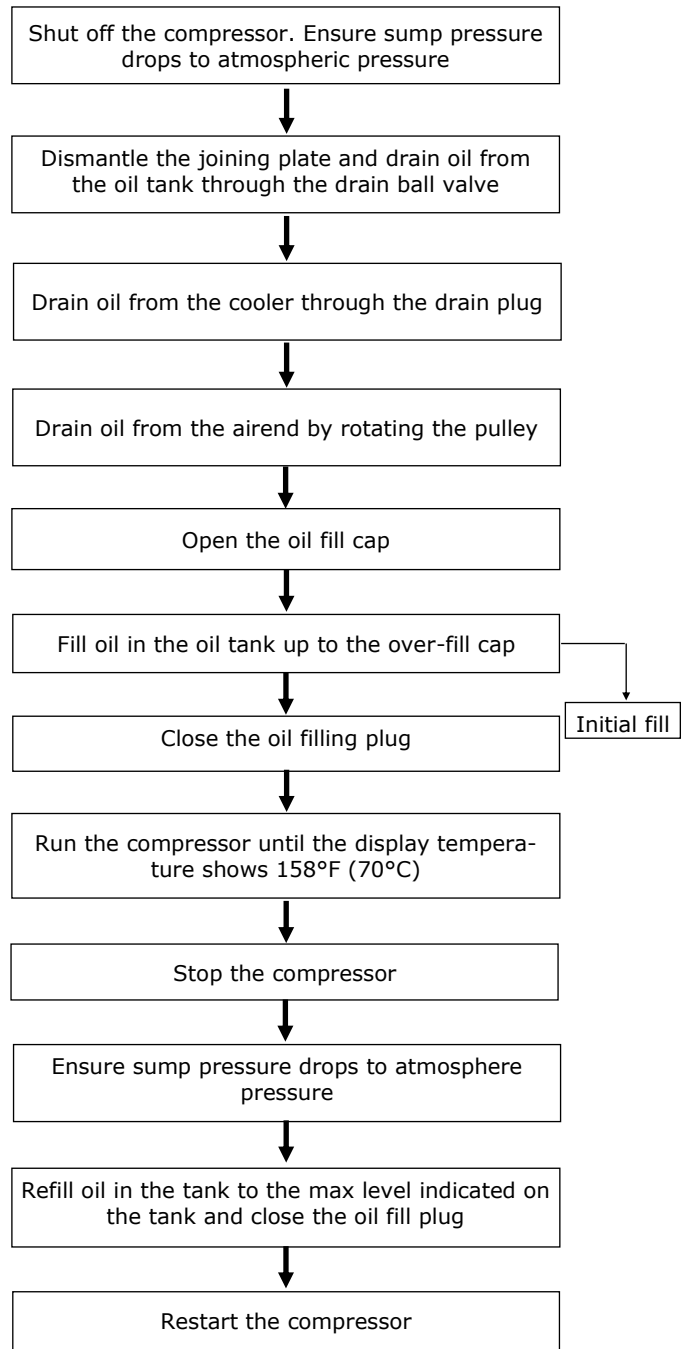 Shut off the compressor. Ensure sump pressure
drops to atmospheric pressure
Dismantle the joining plate and drain oil from
the oil tank through the drain ball valve
Drain oil from the cooler through the drain plug
Drain oil from the airend by rotating the pulley
Open the oil fill cap
Fill oil in the oil tank up to the over-fill cap
Initial fill
Close the oil filling plug
Run the compressor until the display tempera-
ture shows 158°F (70°C)
Stop the compressor
Ensure sump pressure drops to atmosphere
pressure
Refill oil in the tank to the max level indicated on
the tank and close the oil fill plug
Restart the compressor